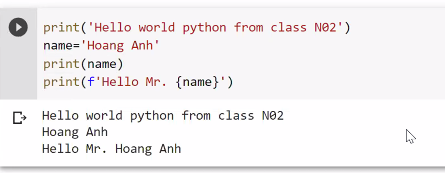 print('Hello world python from class N02')
name='Hoang Anh'
print(name)
print(f'Hello Mr. {name}')
Hello world python from class N02
Hoang Anh
Hello Mr. Hoang Anh